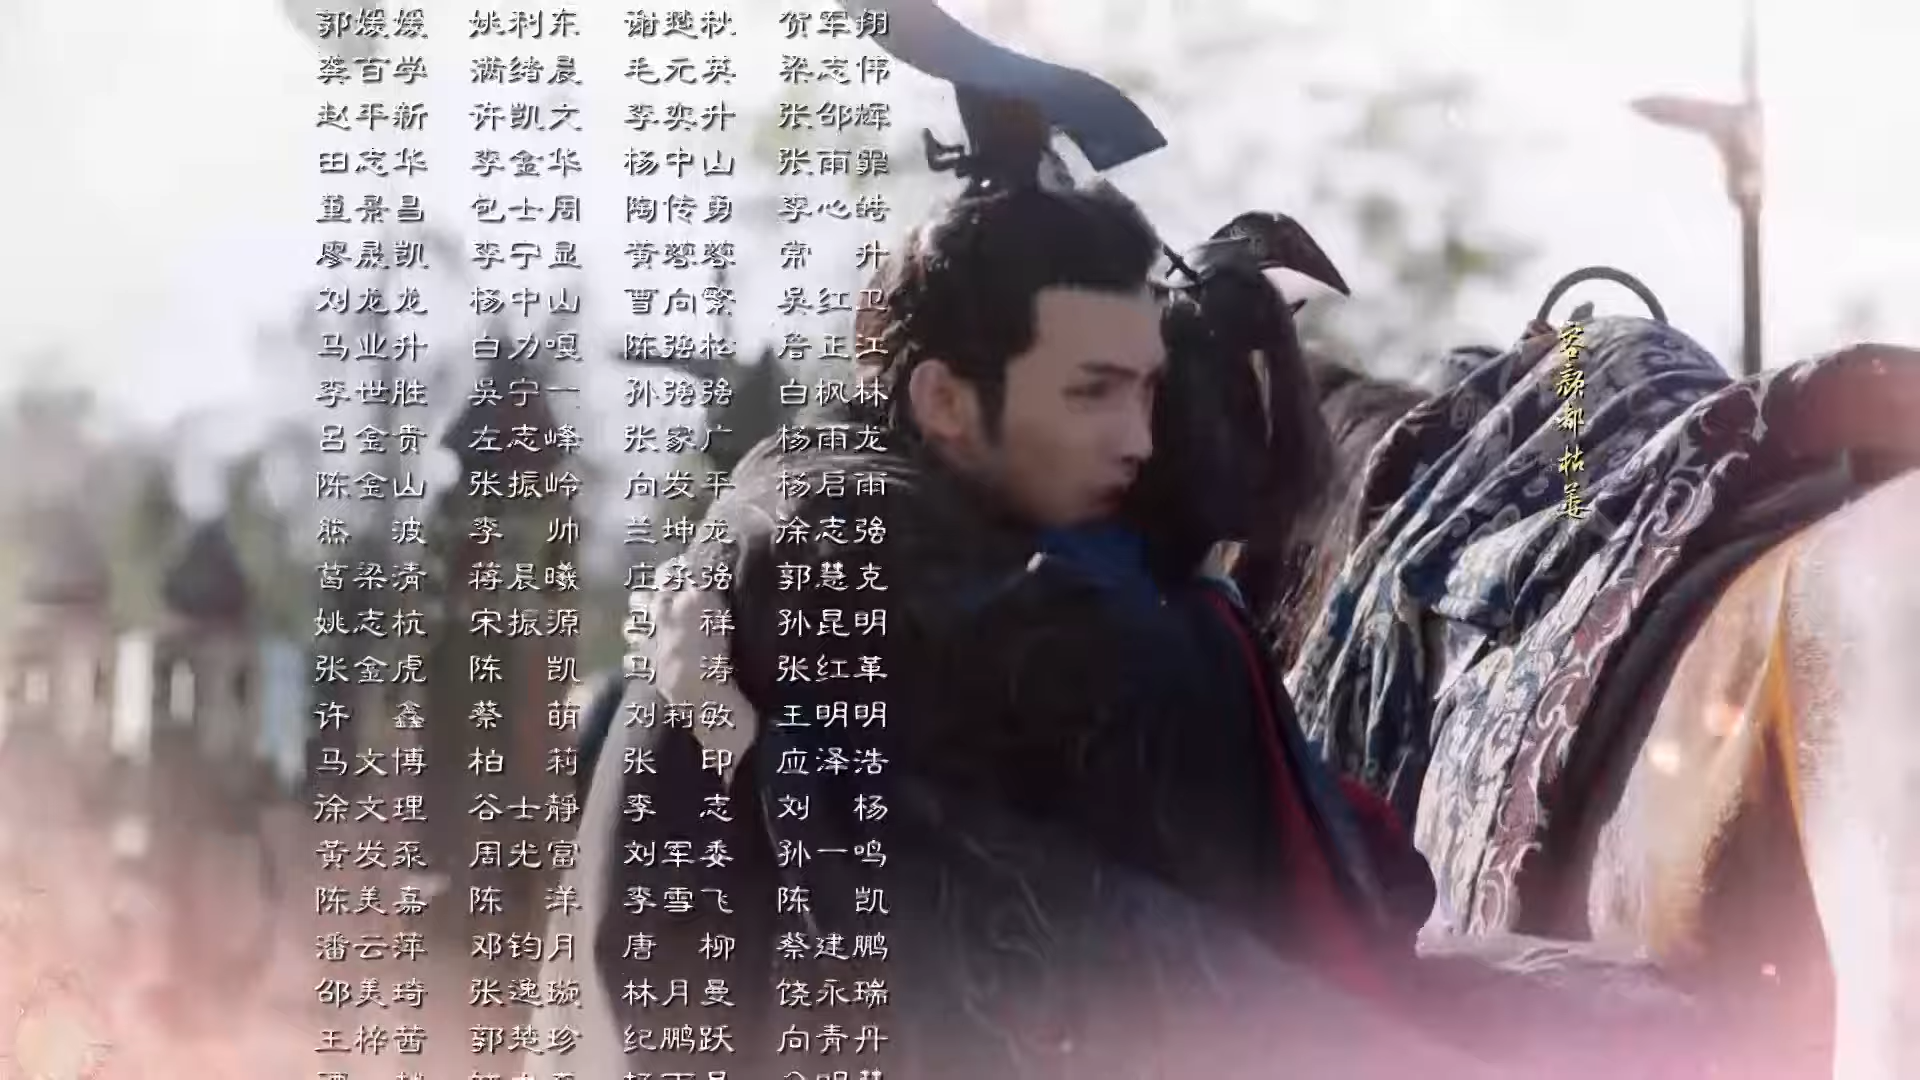 郭媛媛 姚利东 谢楚秋 贺军翔
龚百学 满绪晨 毛元英 梁志伟
赵平新 许凯文 李奕升 张邵辉
田志华 李金华 杨中山 张雨霏
董景昌 包士周 陶传勇 李心皓
廖晟凯 李宁显 黄蓉蓉 常升
刘龙龙 杨中山 曹向繁 吴红卫
马业升 白力嘎 陈强松 詹正江
李世胜 吴宁一 孙强强 白枫林
吕金贵 左志峰 张家广 杨雨龙
陈金山 张振岭 向发平 杨启雨
熊波 李帅 兰坤龙 徐志强
葛梁清 蒋晨曦 庄承强 郭慧克
姚志杭 宋振源 马祥 孙昆明
张金虎 陈凯 马涛 张红革
许鑫 蔡萌 刘莉敏 王明明
马文博 柏莉 张印 应泽浩
徐文理 谷士静 李志 刘杨
黄发泵 周光富 刘军委 孙一鸣
陈美嘉 陈洋 李雪飞 陈凯
潘云萍 邓钧月 唐柳 蔡建鹏
邰美琦 张逸璇 林月曼 饶永瑞
王梓茜 郭楚珍 纪鹏跃 向青丹
容颜都枯萎